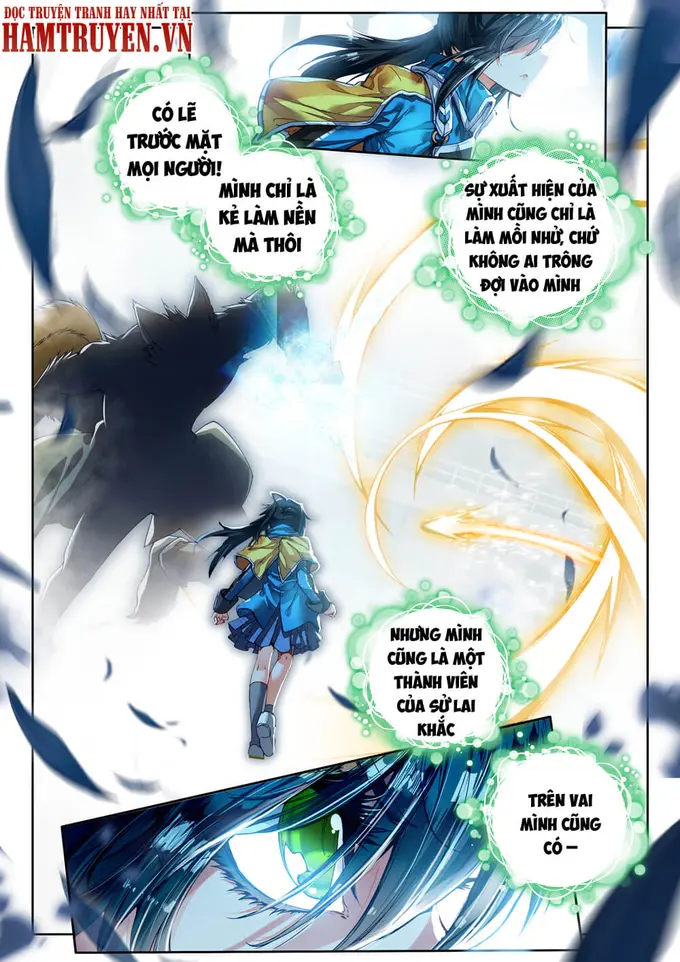 ĐỌC TRUYỆN TRANH HAY NHẤT TẠI
HAMTRUYEN.VN
CÓ LẼ
TRƯỚC MẶT
MỌI NGƯỜI!
MÌNH CHỈ LÀ
KẺ LÀM NỀN
MÀ THÔI
SỰ XUẤT HIỆN CỦA
MÌNH CŨNG CHỈ LÀ
LÀM MỒI NHỬ, CHỨ
KHÔNG AI TRÔNG
ĐỢI VÀO MÌNH
NHƯNG MÌNH
CŨNG LÀ MỘT
THÀNH VIÊN
CỦA SỬ LAI
KHẮC
TRÊN VAI
MÌNH CŨNG
CÓ –